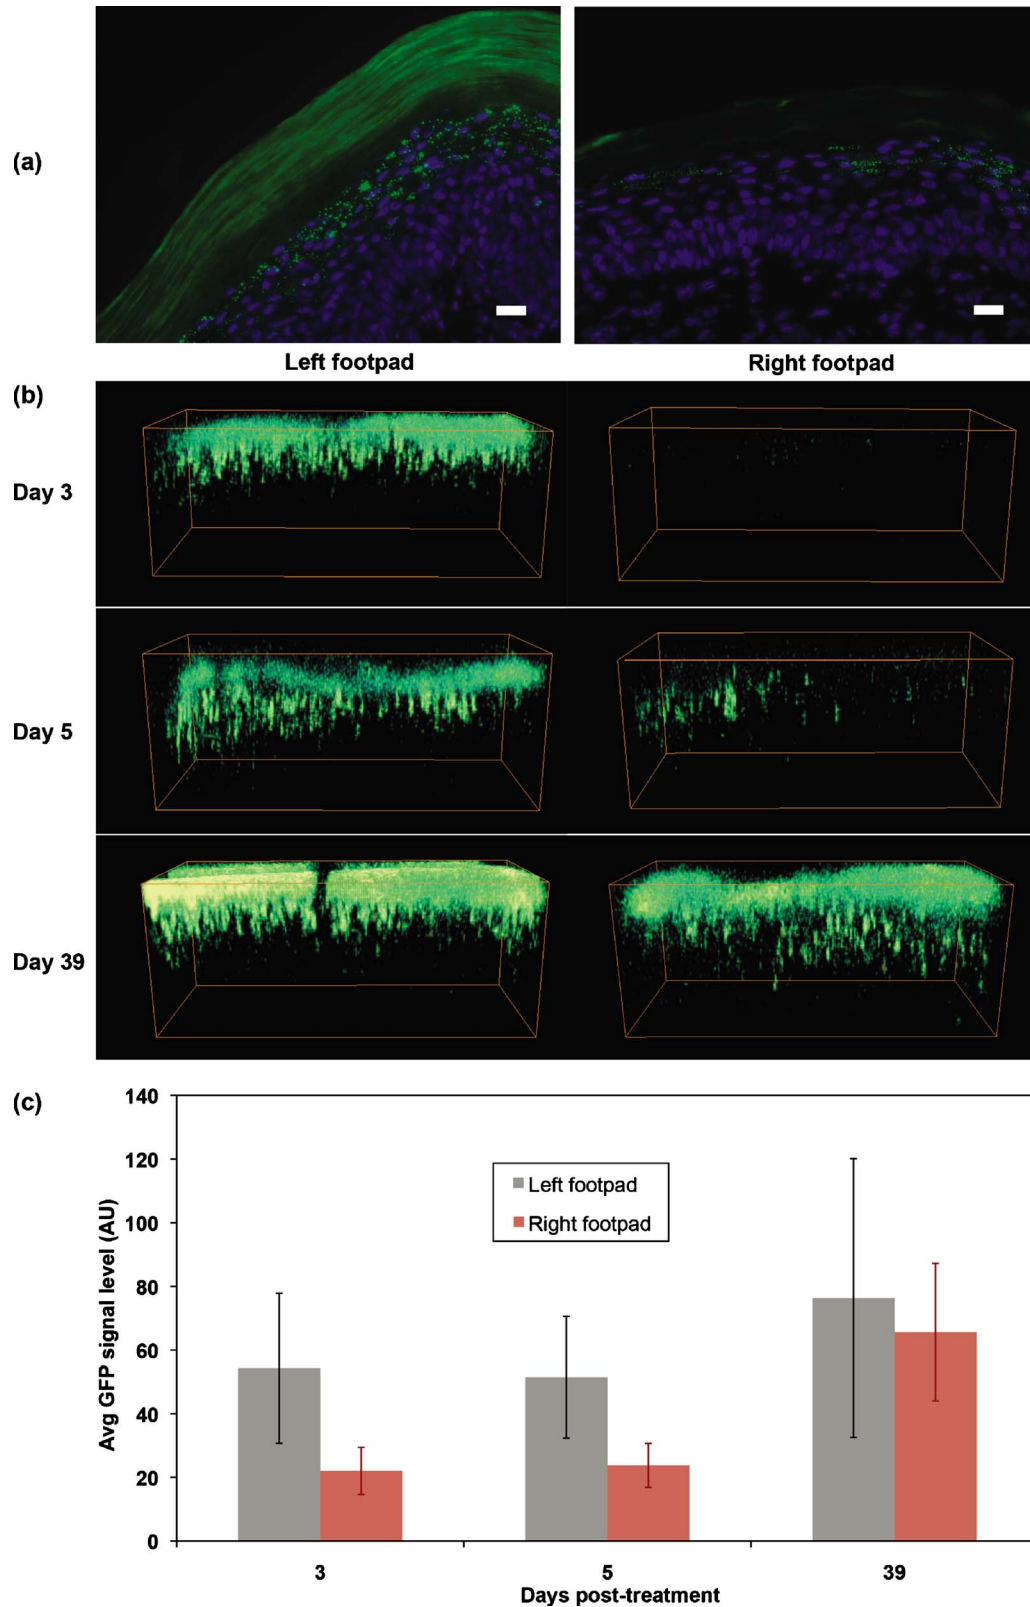 (a)
Left footpad Right footpad
(b)
Day 3
Day 5
Day 39
(c)
140
120
100
80
60
40
20
0
Avg GFP signal level (AU)
Left footpad
Right footpad
3 5 39
Days post-treatment